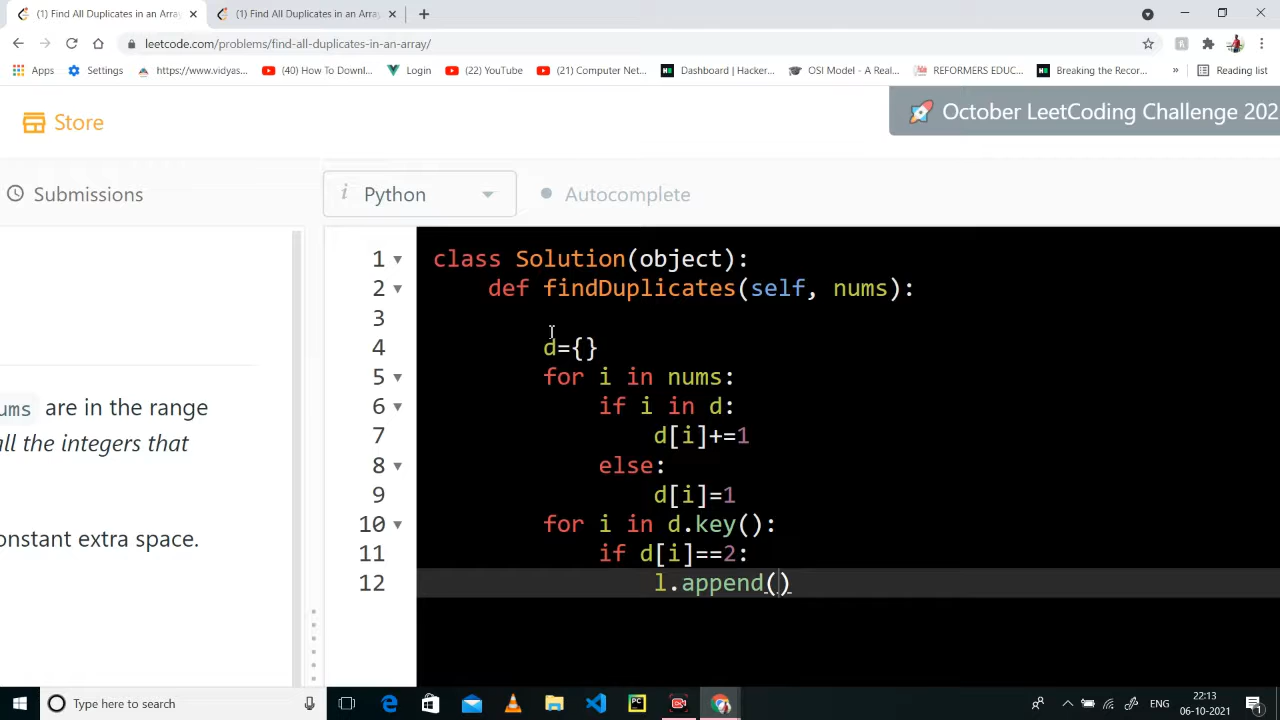 (1) Find All Duplicates in an Array
(1) Find All Duplicates in an Array
leetcode.com/problems/find-all-duplicates-in-an-array/
Apps Settings https://www.vidyas... (40) How To Downl... Login (22) YouTube (21) Computer Net... Dashboard | Hacker... OSI Model - A Real... REFORMERS EDUC... Breaking the Recor... » Reading list
Store
October LeetCoding Challenge 202
Submissions
i Python
Autocomplete
ums are in the range
all the integers that
onstant extra space.
1 class Solution(object):
2 def findDuplicates(self, nums):
3
4 d={}
5 for i in nums:
6 if i in d:
7 d[i]+=1
8 else:
9 d[i]=1
10 for i in d.key():
11 if d[i]==2:
12 l.append()
Type here to search
ENG
22:13
06-10-2021
1